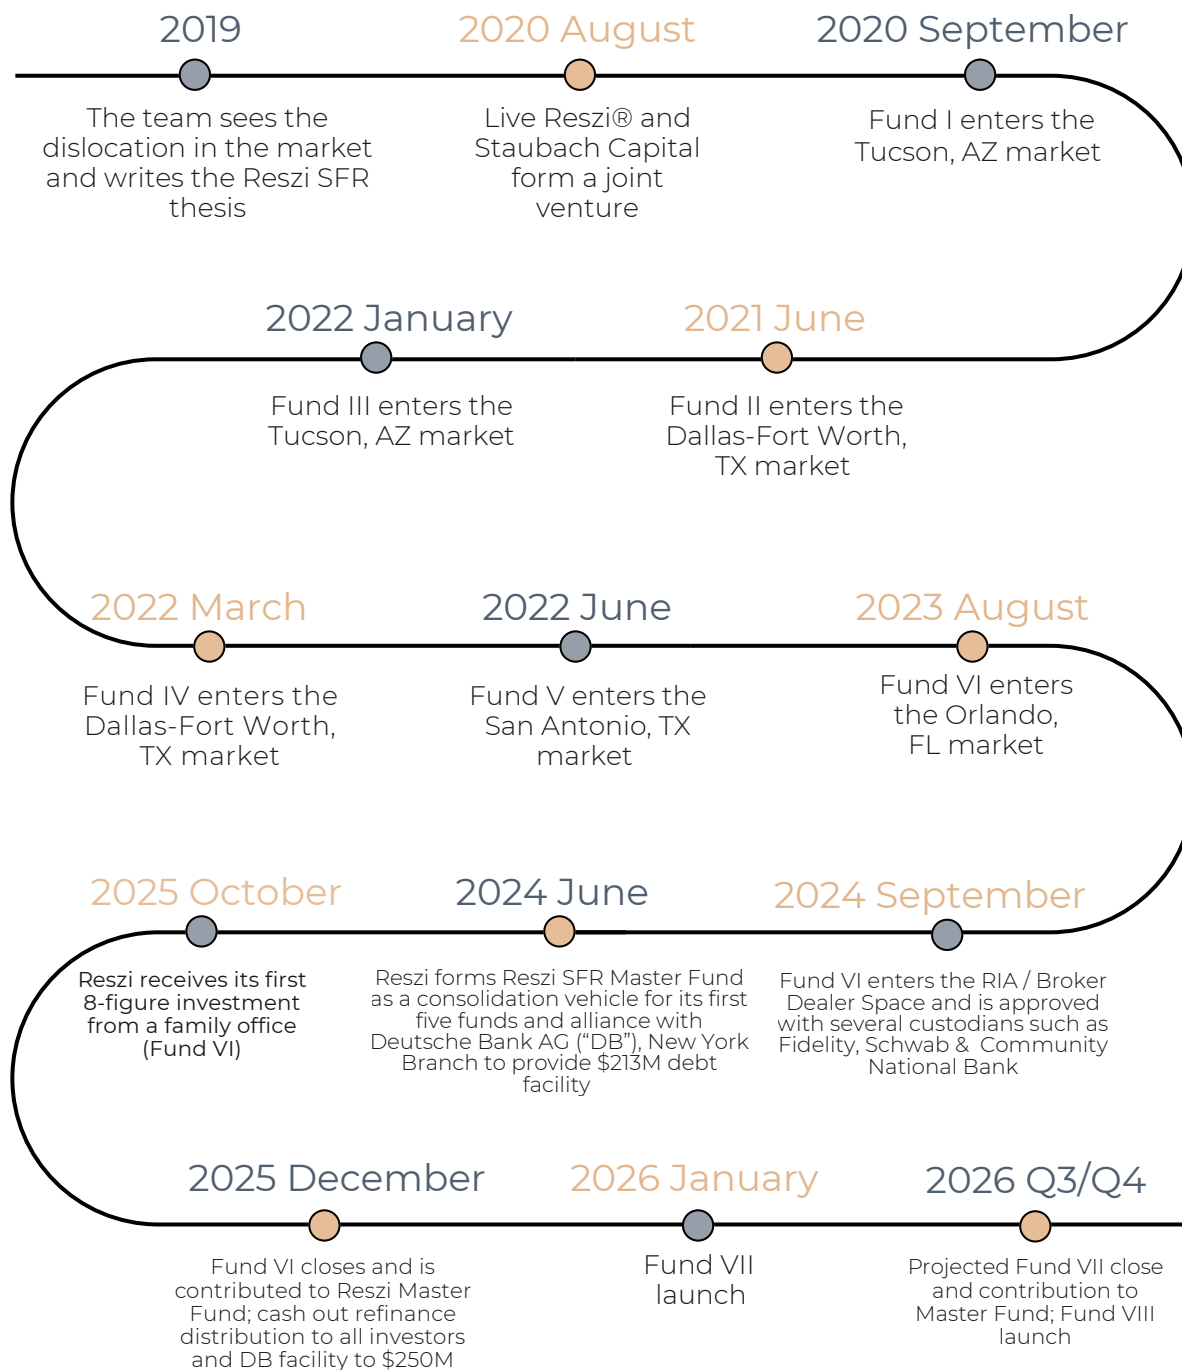 2019
The team sees the
dislocation in the market
and writes the Reszi SFR
thesis
2020 August
Live Reszi® and
Staubach Capital
form a joint
venture
2020 September
Fund I enters the
Tucson, AZ market
2022 January
Fund III enters the
Tucson, AZ market
2021 June
Fund II enters the
Dallas-Fort Worth,
TX market
2022 March
Fund IV enters the
Dallas-Fort Worth,
TX market
2022 June
Fund V enters the
San Antonio, TX
market
2023 August
Fund VI enters
the Orlando,
FL market
2025 October
Reszi receives its first
8-figure investment
from a family office
(Fund VI)
2024 June
Reszi forms Reszi SFR Master Fund
as a consolidation vehicle for its first
five funds and alliance with
Deutsche Bank AG (“DB”), New York
Branch to provide $213M debt
facility
2024 September
Fund VI enters the RIA / Broker
Dealer Space and is approved
with several custodians such as
Fidelity, Schwab & Community
National Bank
2025 December
Fund VI closes and is
contributed to Reszi Master
Fund; cash out refinance
distribution to all investors
and DB facility to $250M
2026 January
Fund VII
launch
2026 Q3/Q4
Projected Fund VII close
and contribution to
Master Fund; Fund VIII
launch